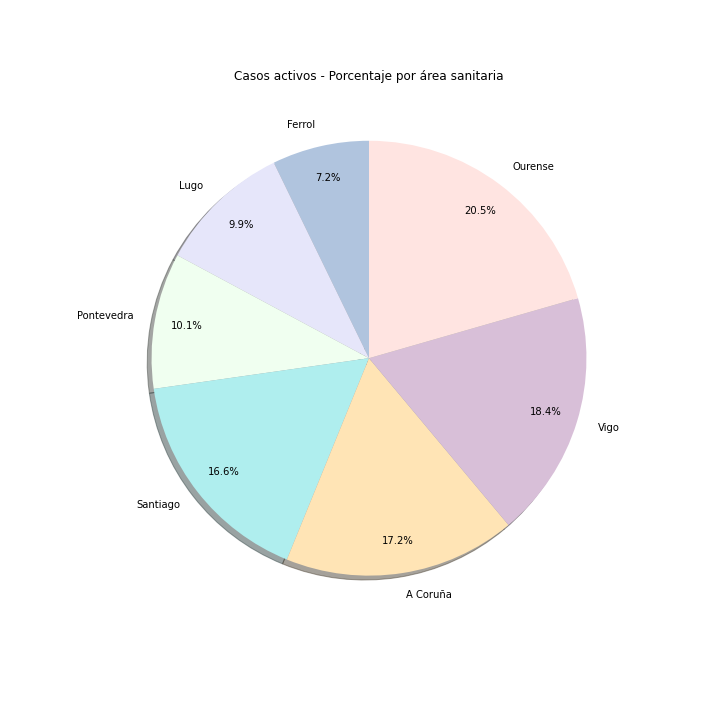 Casos activos - Porcentaje por área sanitaria
Ferrol
7.2%
Ourense
20.5%
Lugo
9.9%
Pontevedra
10.1%
Vigo
18.4%
Santiago
16.6%
A Coruña
17.2%